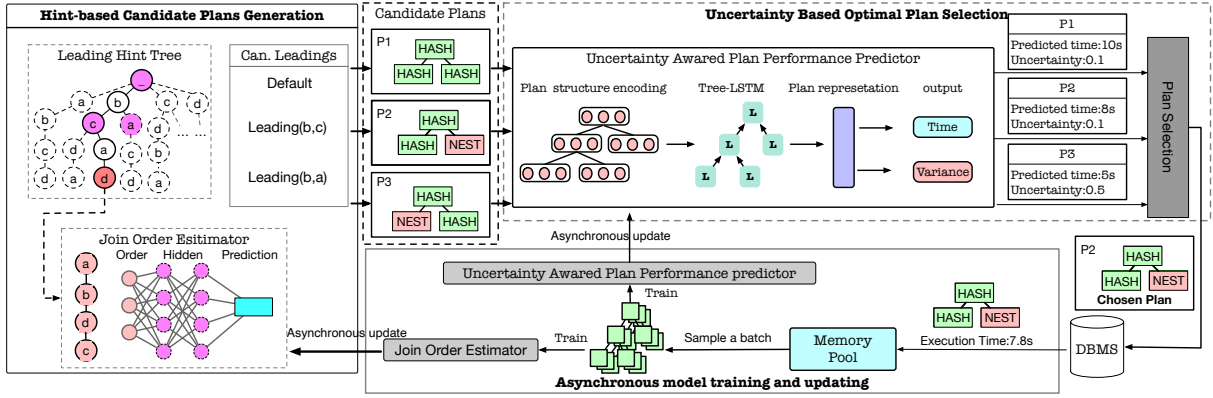 Hint-based Candidate Plans Generation
Leading Hint Tree
_
a
b
c
d
b
c
a
d
... ...
c
d
a
c
b
d
a
d
d
a
Can. Leadings
Default
Leading(b,c)
Leading(b,a)
Join Order Esitimator
Order
Hidden
Prediction
a
b
d
c
Candidate Plans
P1
HASH
HASH
HASH
P2
HASH
HASH
NEST
P3
HASH
NEST
HASH
Uncertainty Based Optimal Plan Selection
Uncertainty Awared Plan Performance Predictor
Plan structure encoding
Tree-LSTM
Plan represetation
output
L
L
L
L
L
Time
Variance
P1
Predicted time:10s
Uncertainty:0.1
P2
Predicted time:8s
Uncertainty:0.1
P3
Predicted time:5s
Uncertainty:0.5
Plan Selection
P2
HASH
HASH
NEST
Chosen Plan
DBMS
Asynchronous update
Uncertainty Awared Plan Performance predictor
Train
HASH
HASH
NEST
Execution Time:7.8s
Memory
Pool
Sample a batch
Train
Join Order Estimator
Asynchronous update
Asynchronous model training and updating